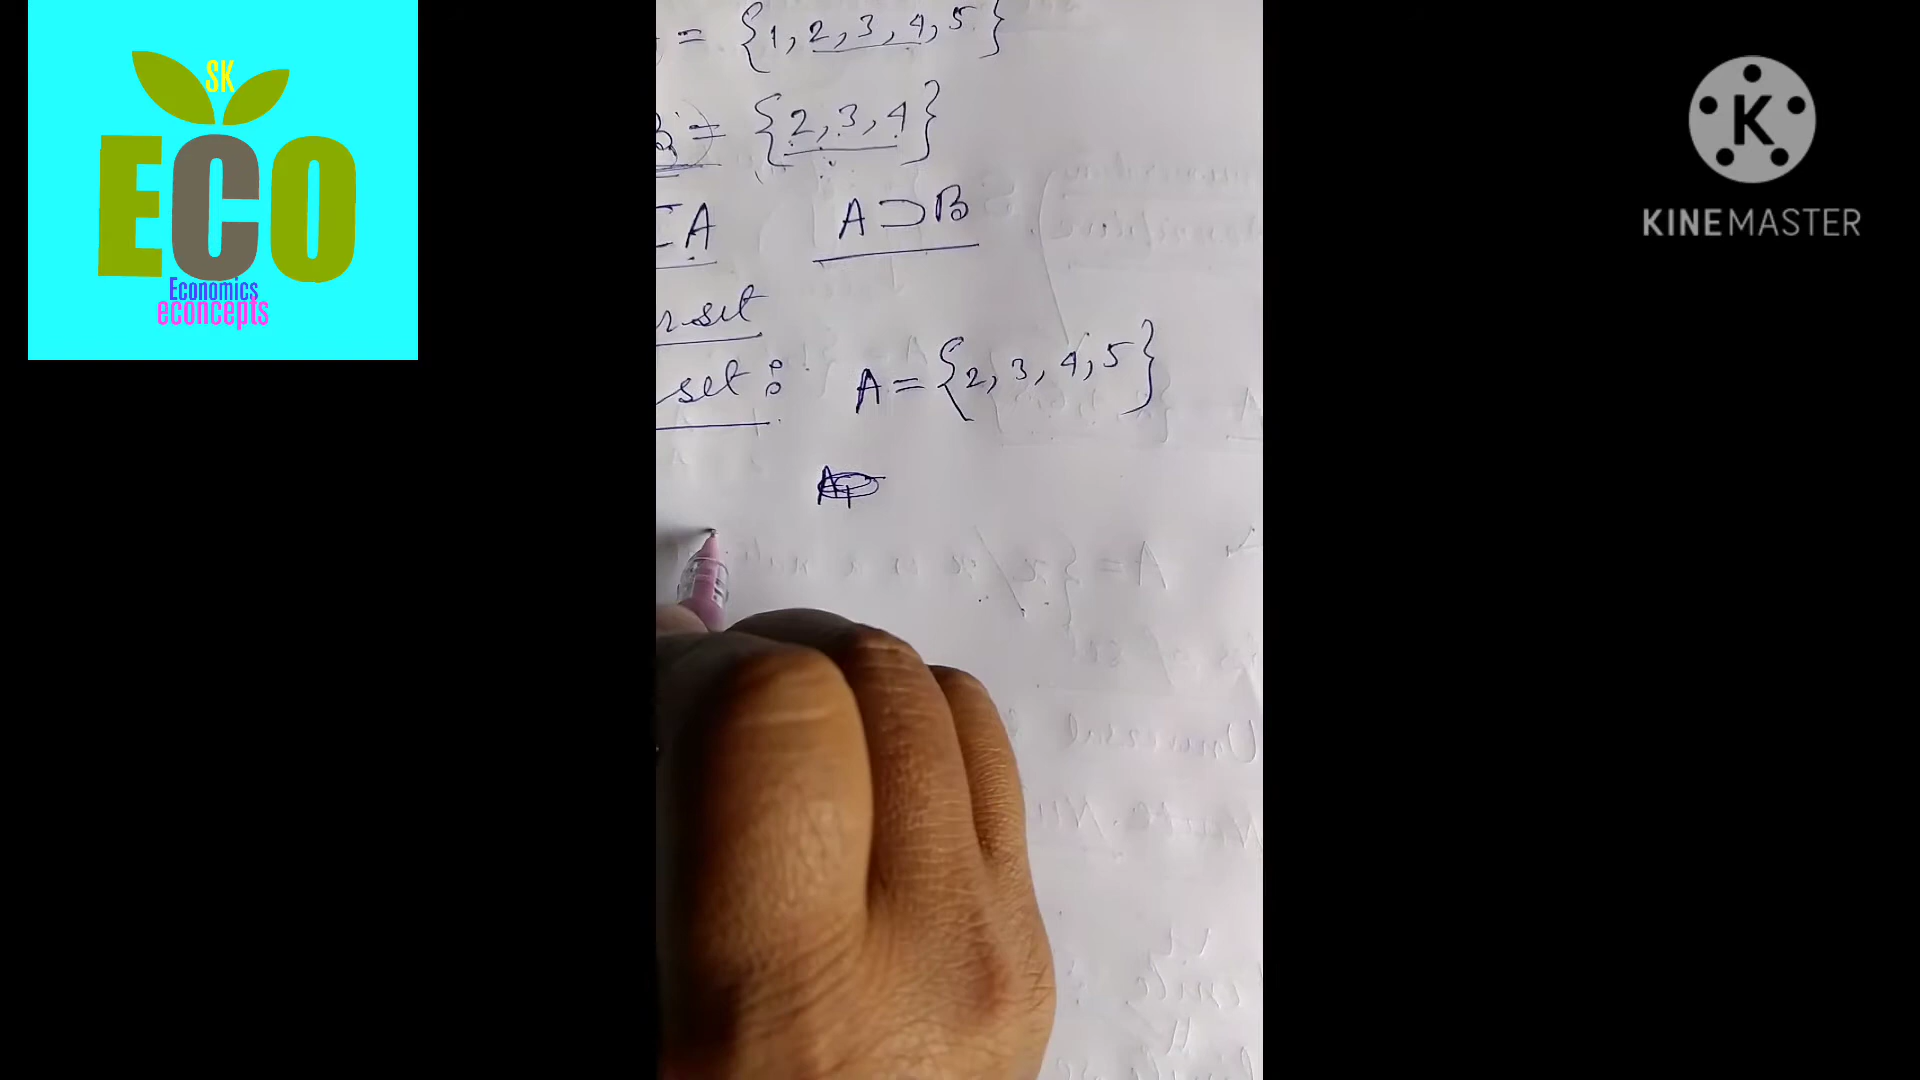 SK
ECO
Economics
econcepts
= {1, 2, 3, 4, 5}
B = {2, 3, 4}
A A ⊃ B
r set
set : A = {2, 3, 4, 5}
KINEMASTER